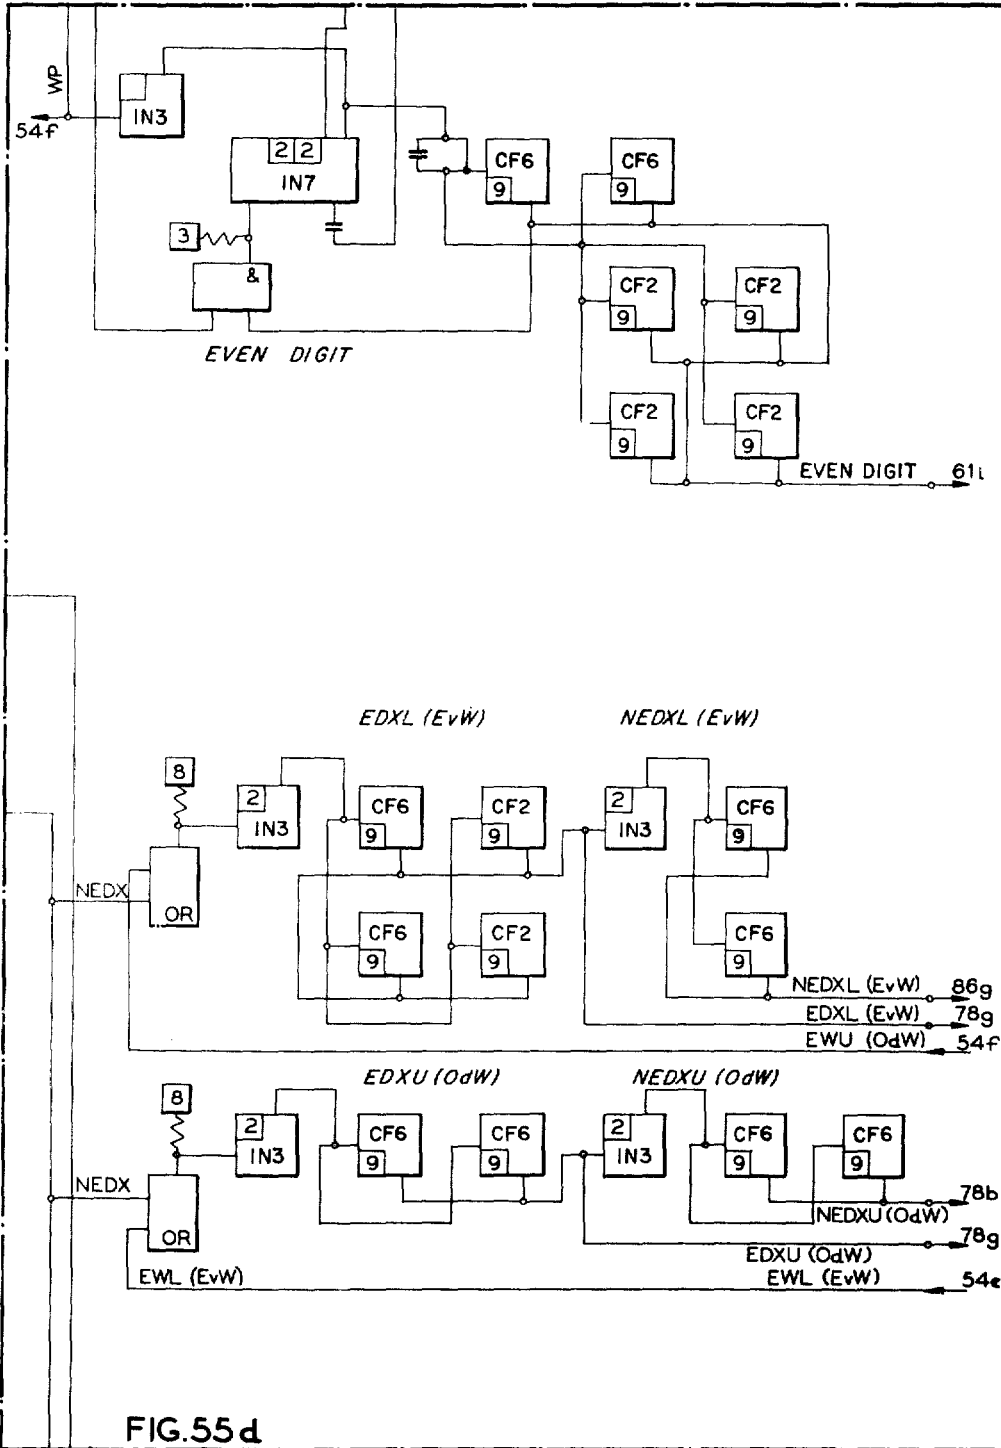 WP
54f
IN3
2 2
IN7
CF6
9
CF6
9
3
&
EVEN DIGIT
CF2
9
CF2
9
CF2
9
CF2
9
EVEN DIGIT 61i
EDXL (EvW) NEDXL (EvW)
8
2
IN3
CF6
9
CF2
9
2
IN3
CF6
9
NEDX
OR
CF6
9
CF2
9
CF6
9
NEDXL (EvW) 86g
EDXL (EvW) 78g
EWU (OdW) 54f
EDXU (OdW) NEDXU (OdW)
8
2
IN3
CF6
9
CF6
9
2
IN3
CF6
9
CF6
9
NEDX
OR
78b
NEDXU (OdW)
78g
EDXU (OdW)
EWL (EvW) EWL (EvW) 54e
FIG.55d